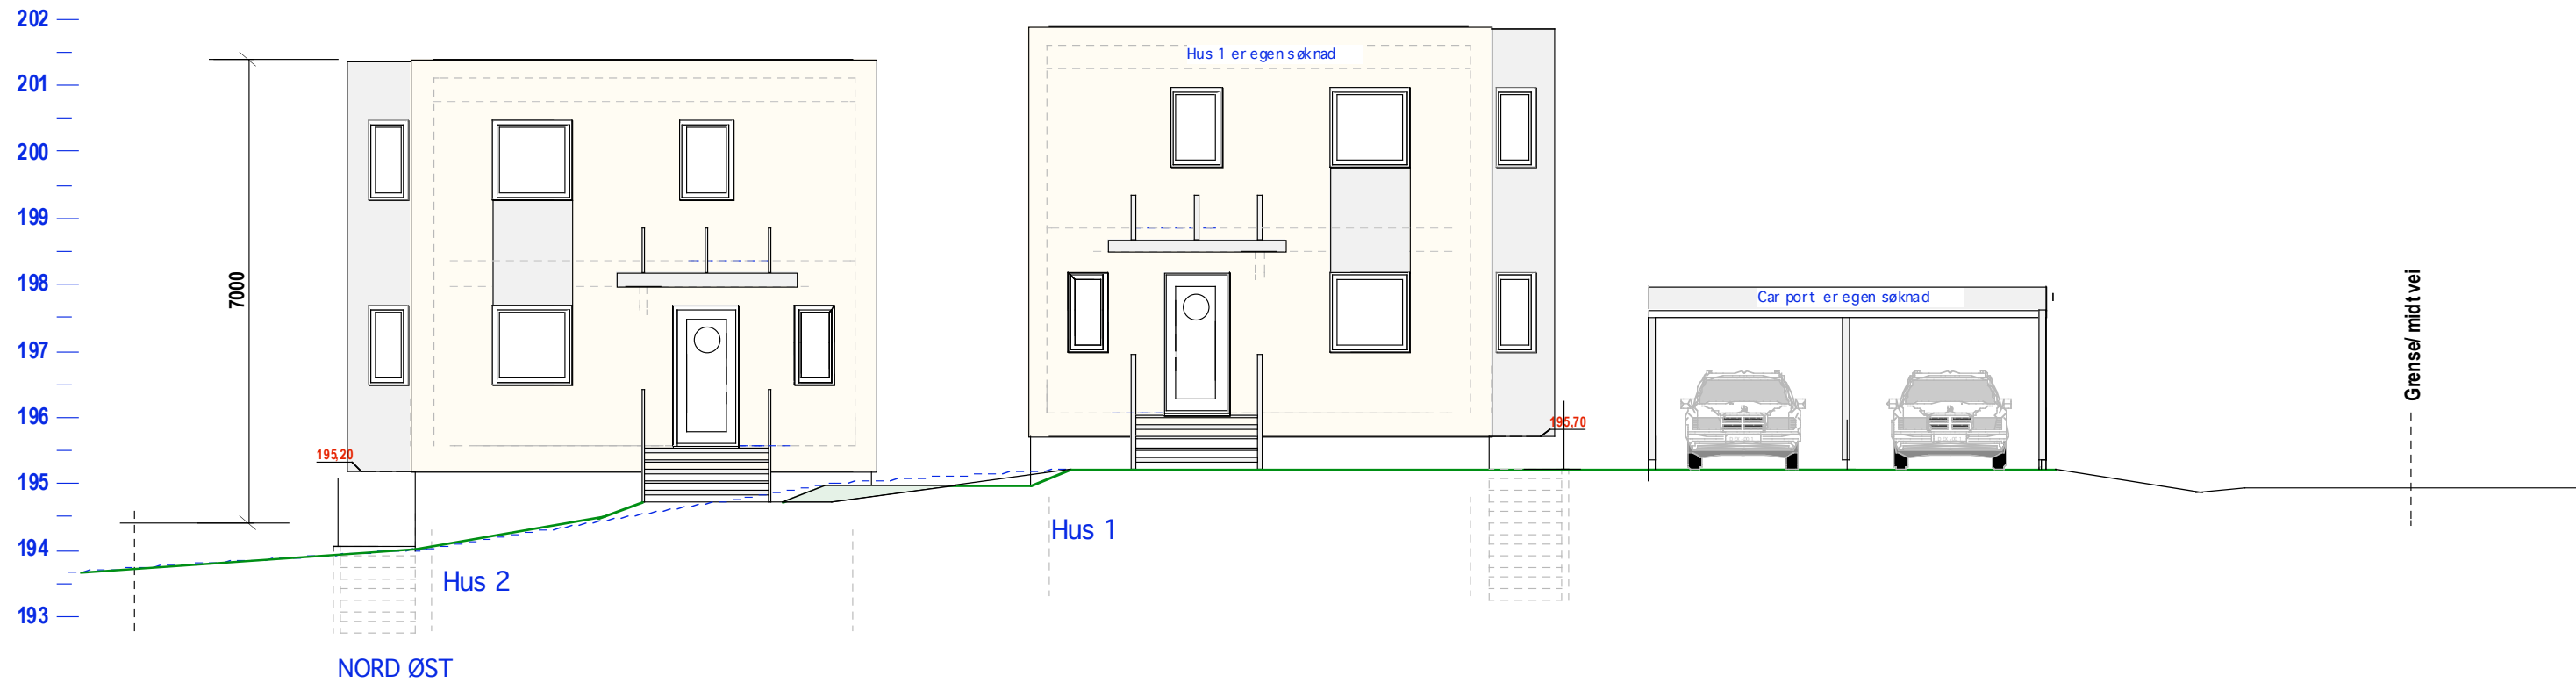 202
201
200
199
198
197
196
195
194
193
7000
195,20
Hus 2
NORD ØST
Hus 1 er egen søknad
195,70
Hus 1
Car port er egen søknad
Grense/ midt vei